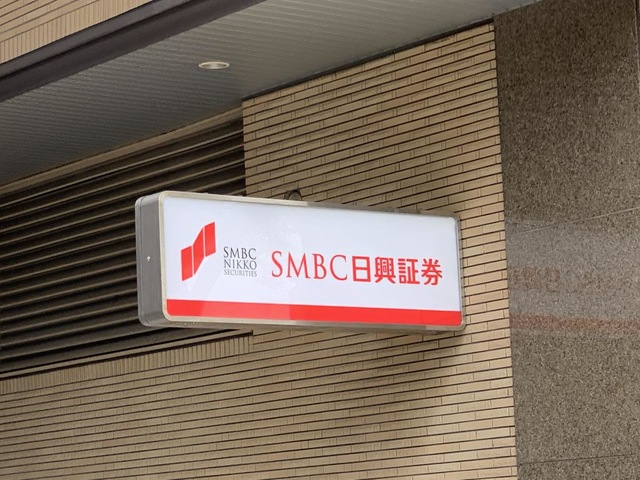 SMBC
NIKKO
SECURITIES
SMBC日興証券